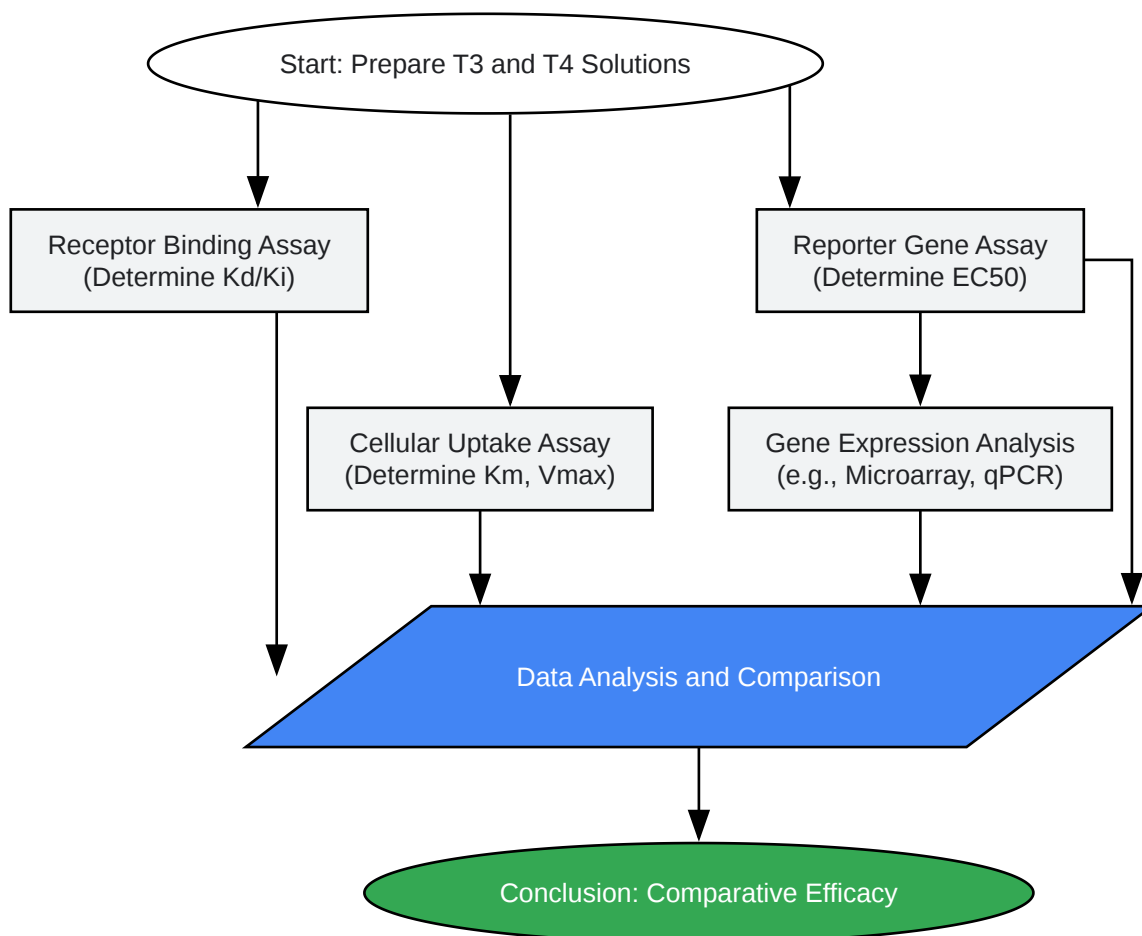 Start: Prepare T3 and T4 Solutions
Receptor Binding Assay
(Determine Kd/Ki)
Reporter Gene Assay
(Determine EC50)
Cellular Uptake Assay
(Determine Km, Vmax)
Gene Expression Analysis
(e.g., Microarray, qPCR)
Data Analysis and Comparison
Conclusion: Comparative Efficacy